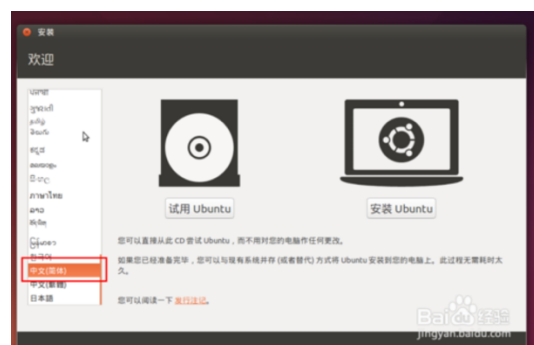 安装
欢迎
ગુજરાતી
தமிழ்
తెలుగు
ಕನ್ನಡ
മലയാളം
සිංහල
ภาษาไทย
ລາວ
한국어
中文(简体)
中文(繁體)
日本語
试用 Ubuntu
安装 Ubuntu
您可以直接从此 CD 尝试 Ubuntu，而不用对您的电脑作任何更改。
如果您已经准备完毕，您可以与现有系统并存 (或者替代) 方式将 Ubuntu 安装到您的电脑上。此过程无需耗时太
久。
您可以阅读一下 发行注记。
Baidu 经验
jingyan.baidu.com